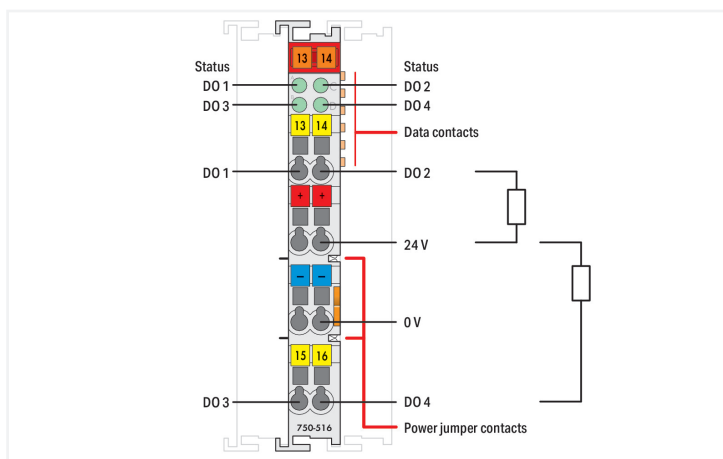 13 14
Status Status
DO 1 DO 2
DO 3 DO 4
13 14
Data contacts
DO 1 DO 2
+ +
24 V
− −
0 V
15 16
DO 3 DO 4
750-516
Power jumper contacts